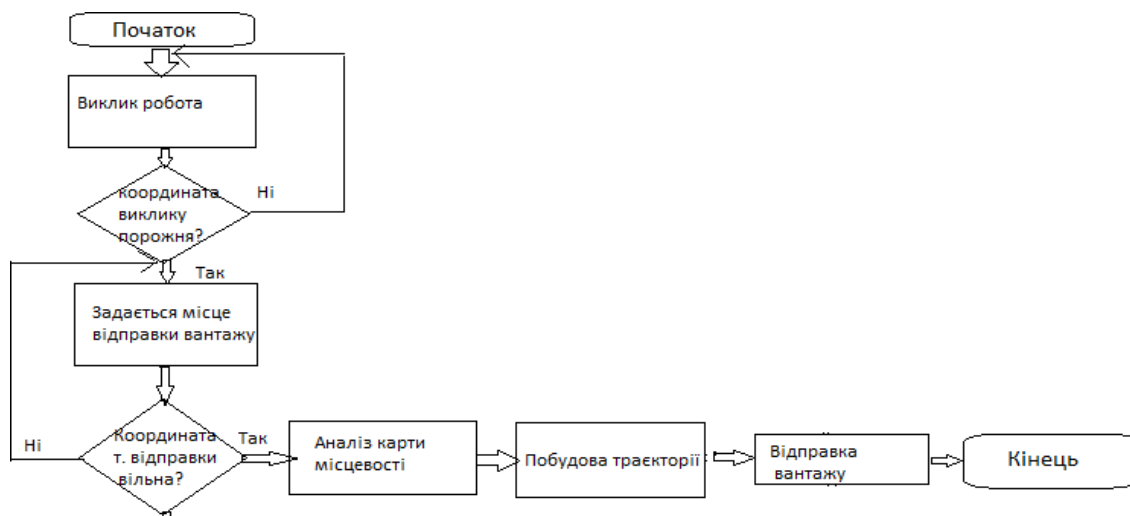 Початок
Виклик робота
координата
виклику
порожня?
Ні
Так
Задається місце
відправки вантажу
Ні
Координата
т. відправки
вільна?
Так
Аналіз карти
місцевості
Побудова траєкторії
Відправка
вантажу
Кінець